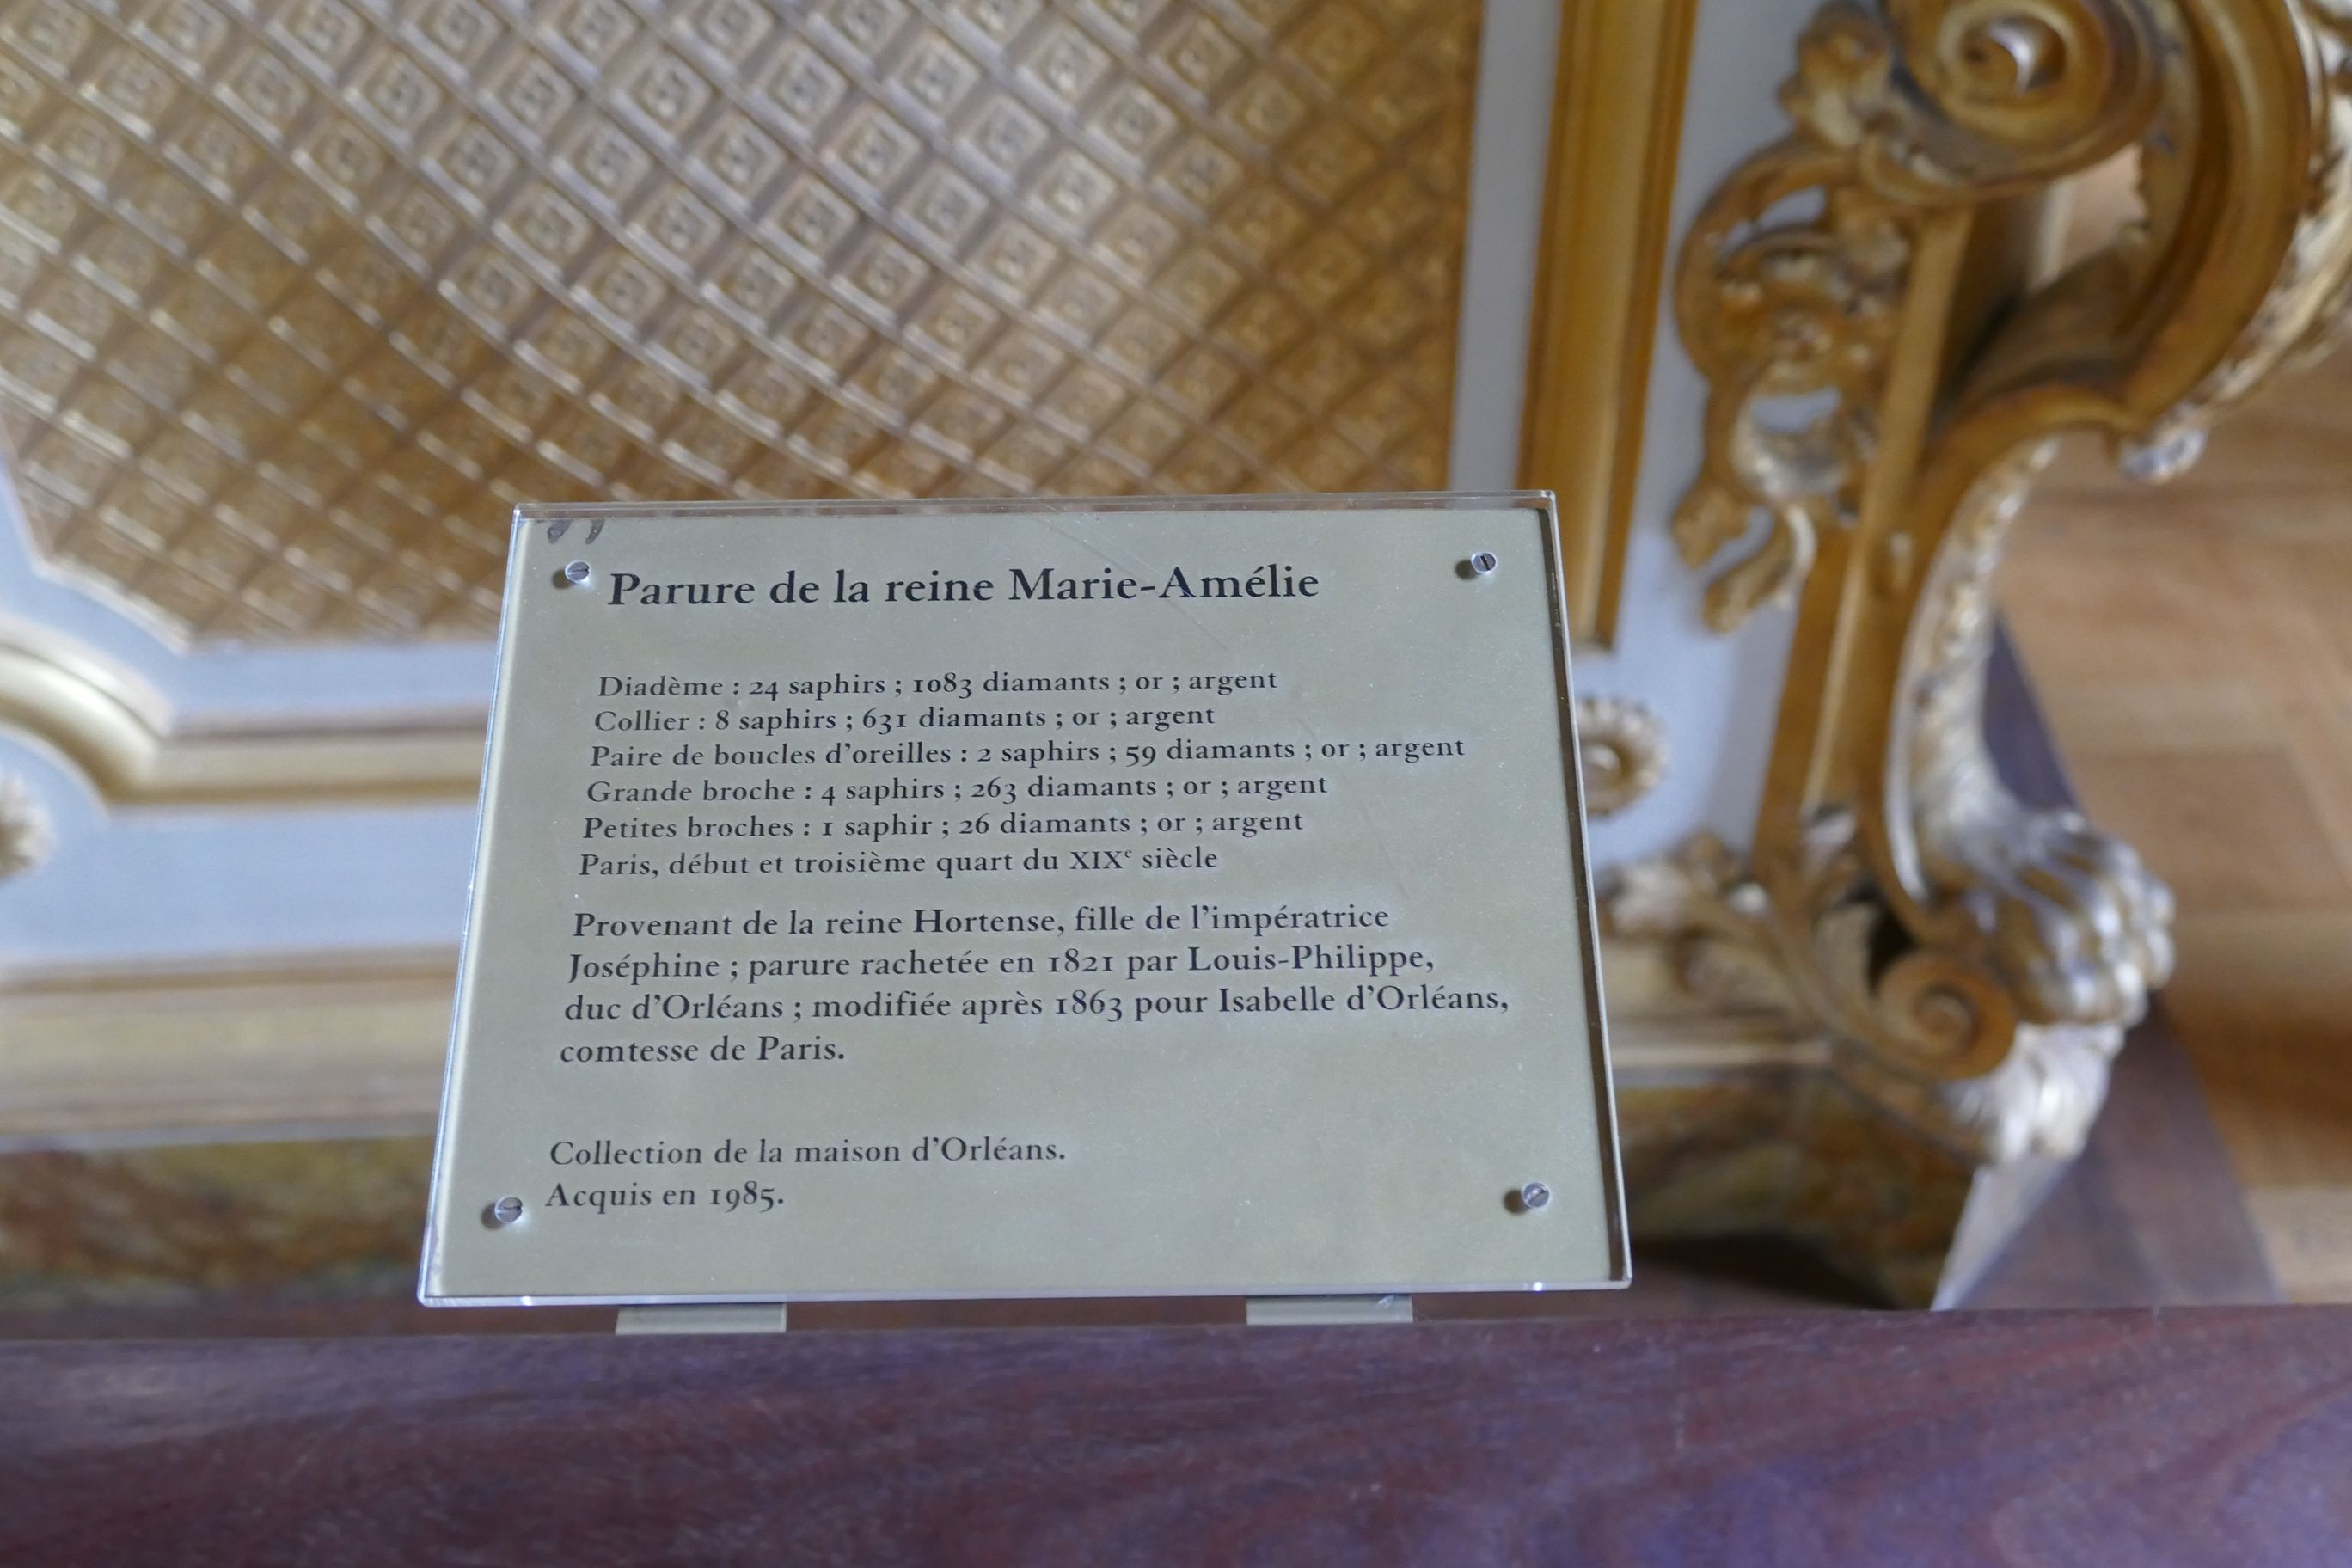 Parure de la reine Marie-Amélie
Diadème : 24 saphirs ; 1083 diamants ; or ; argent
Collier : 8 saphirs ; 631 diamants ; or ; argent
Paire de boucles d'oreilles : 2 saphirs ; 59 diamants ; or ; argent
Grande broche : 4 saphirs ; 263 diamants ; or ; argent
Petites broches : 1 saphir ; 26 diamants ; or ; argent
Paris, début et troisième quart du XIXᵉ siècle
Provenant de la reine Hortense, fille de l'impératrice
Joséphine ; parure rachetée en 1821 par Louis-Philippe,
duc d'Orléans ; modifiée après 1863 pour Isabelle d'Orléans,
comtesse de Paris.
Collection de la maison d'Orléans.
Acquis en 1985.